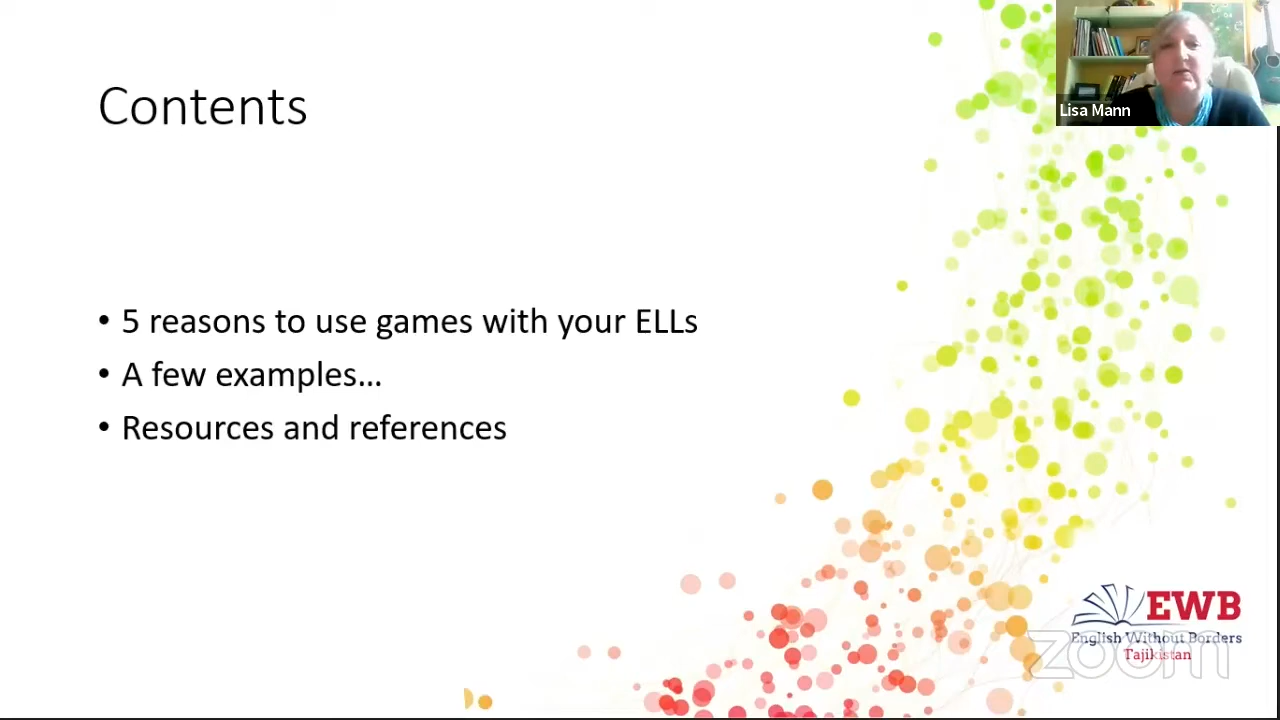 Contents
Lisa Mann
• 5 reasons to use games with your ELLs
• A few examples...
• Resources and references
EWB
English Without Borders
Tajikistan
zoom